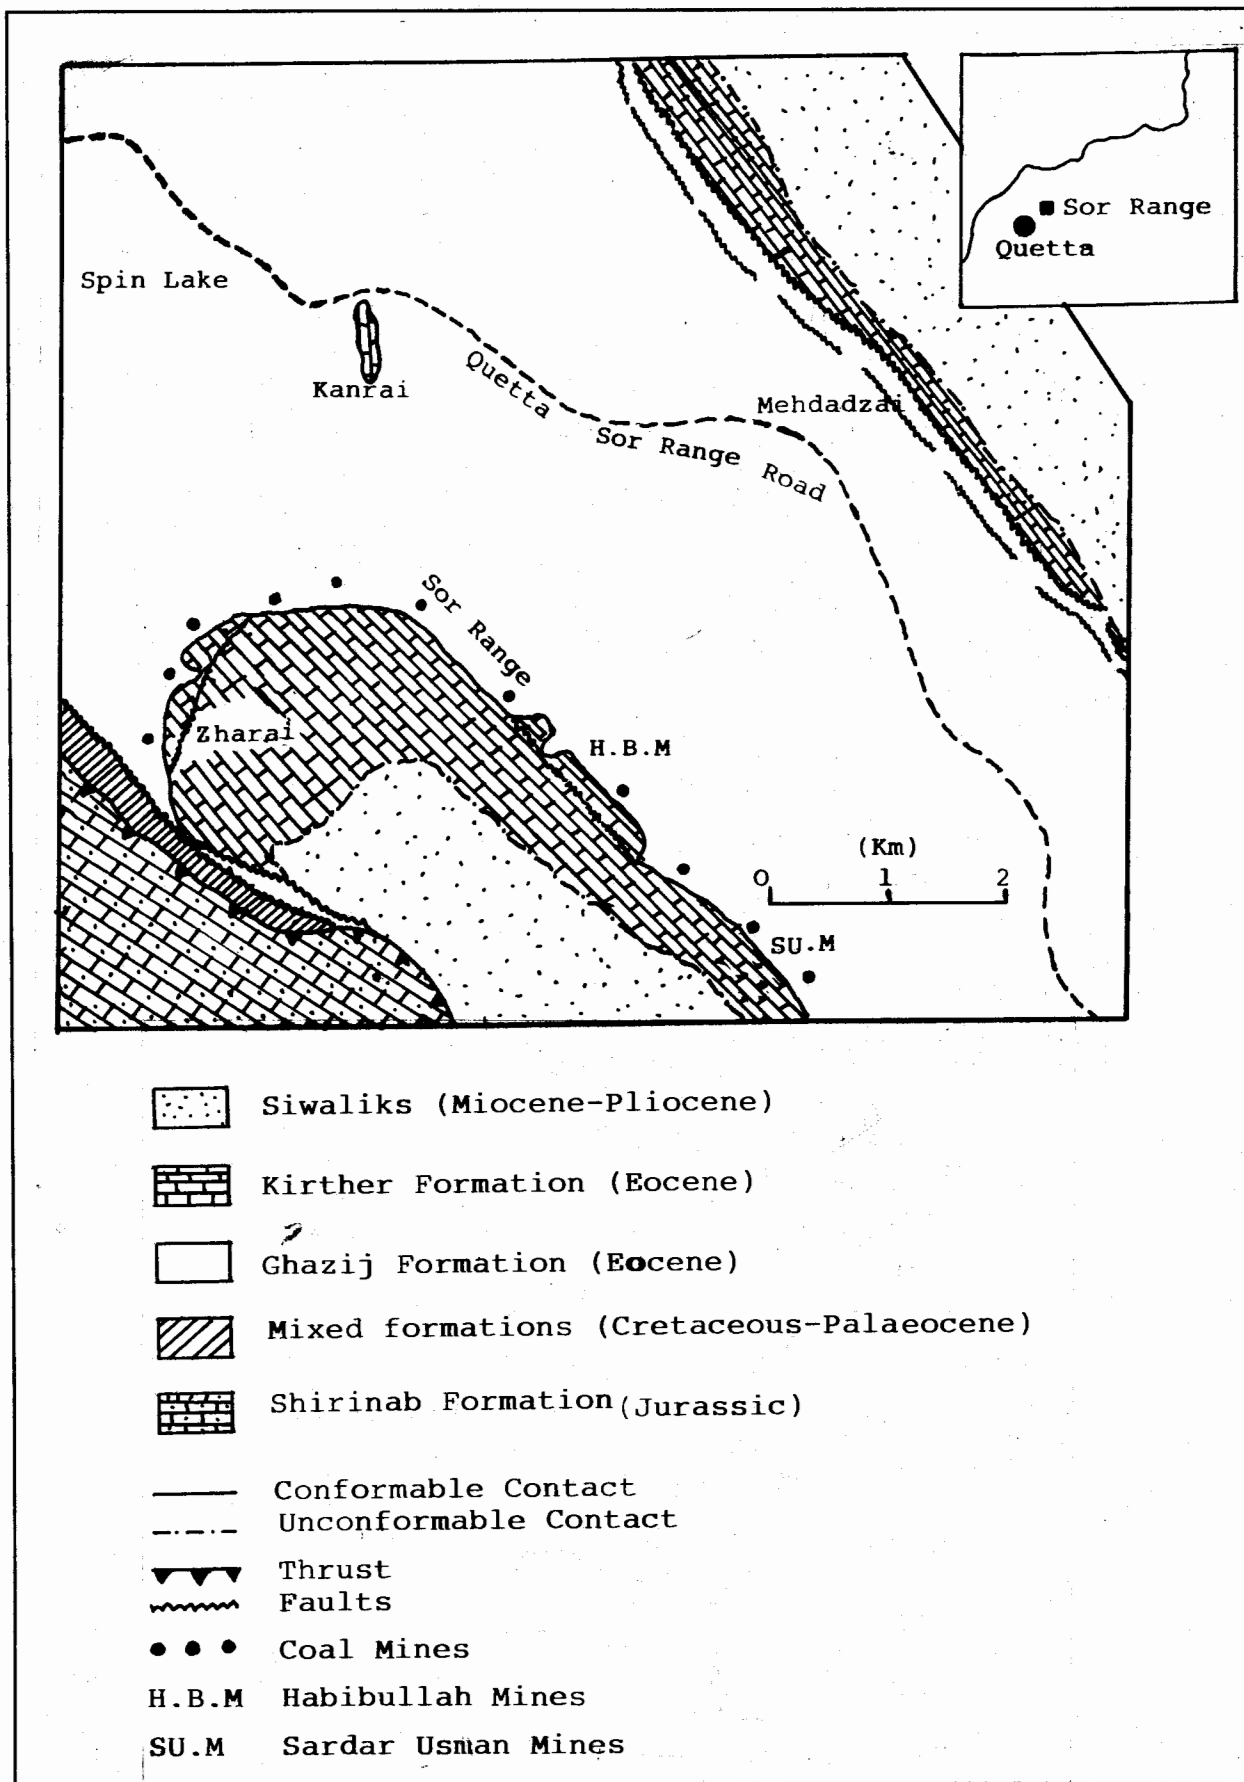 Sor Range
Quetta
Spin Lake
Kanrai
Quetta Sor Range Road
Mehdadzai
Sor Range
Zharai
H.B.M
(Km)
0 1 2
SU.M
Siwaliks (Miocene-Pliocene)
Kirther Formation (Eocene)
Ghazij Formation (Eocene)
Mixed formations (Cretaceous-Palaeocene)
Shirinab Formation (Jurassic)
Conformable Contact
Unconformable Contact
Thrust
Faults
Coal Mines
H.B.M Habibullah Mines
SU.M Sardar Usman Mines